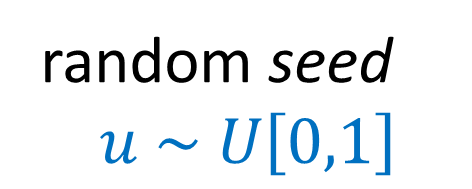 random seed
u ~ U[0,1]